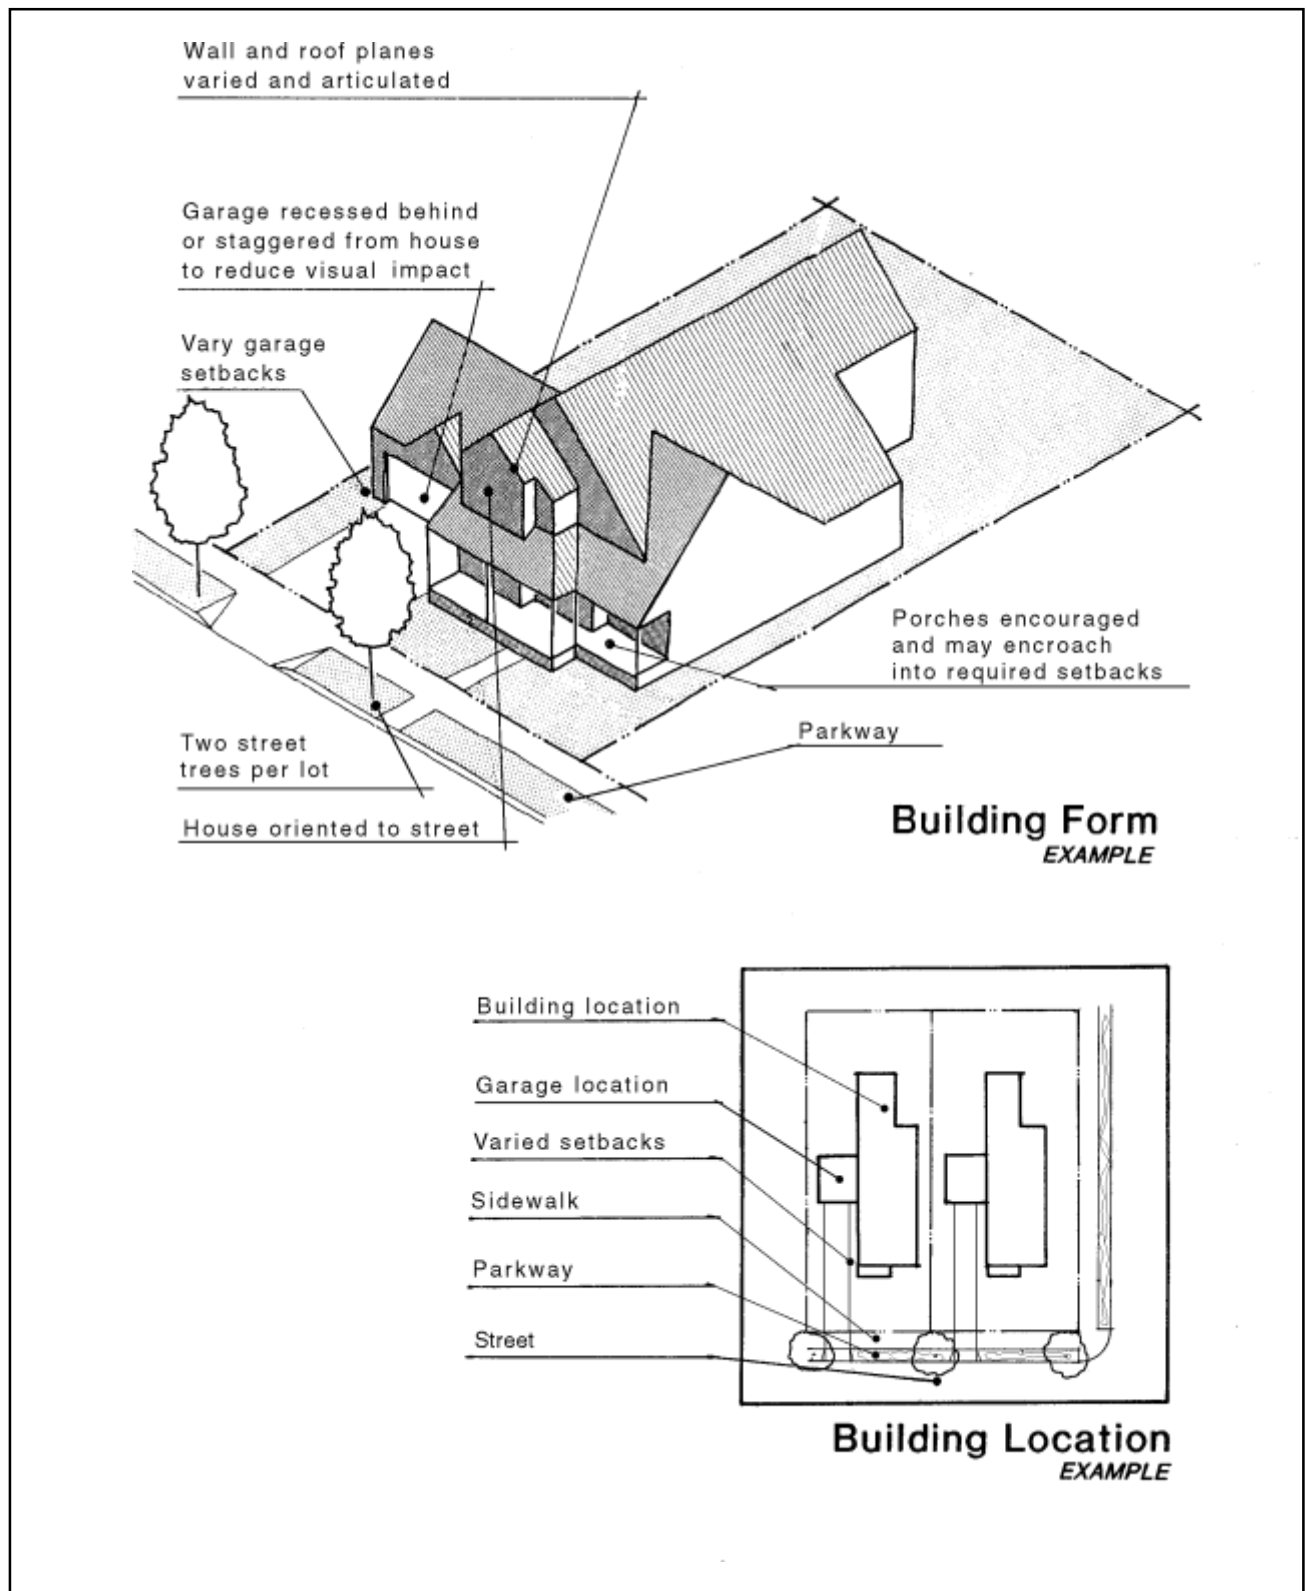 Wall and roof planes
varied and articulated
Garage recessed behind
or staggered from house
to reduce visual impact
Vary garage
setbacks
Porches encouraged
and may encroach
into required setbacks
Two street
trees per lot
Parkway
House oriented to street
Building Form
EXAMPLE
Building location
Garage location
Varied setbacks
Sidewalk
Parkway
Street
Building Location
EXAMPLE